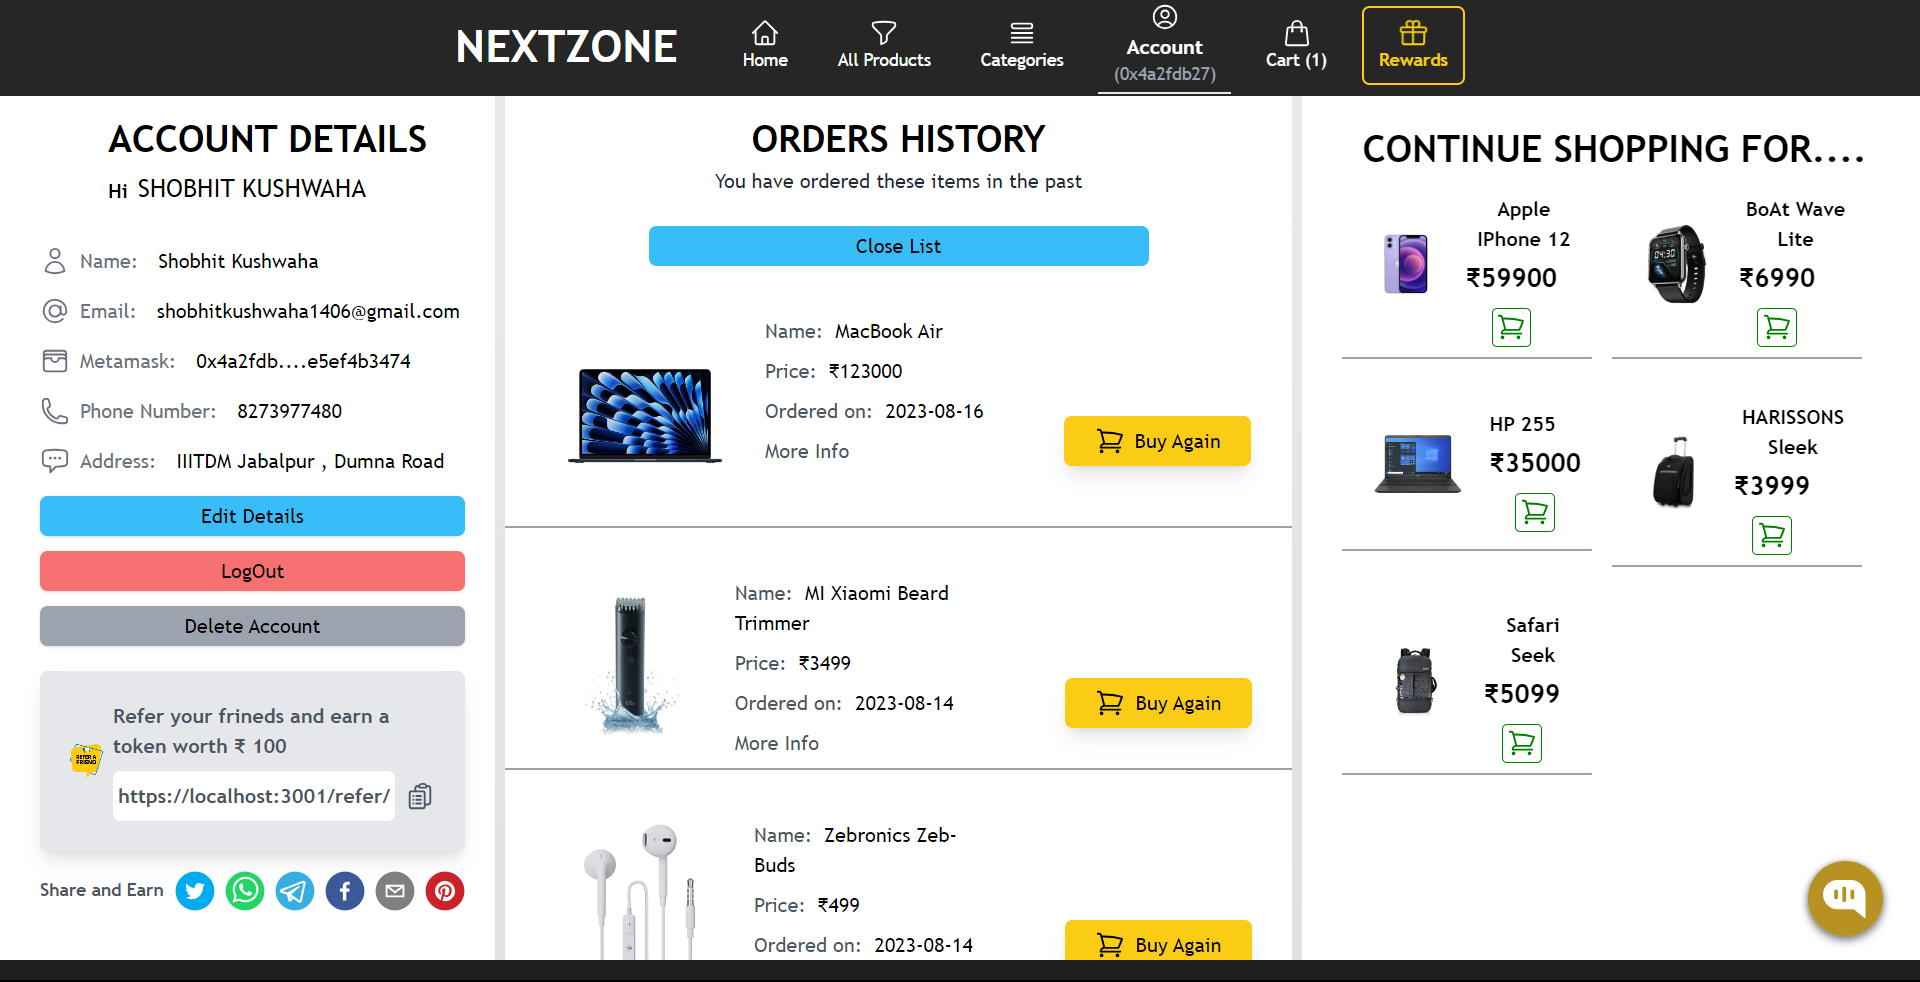 NEXTZONE
Home
All Products
Categories
Account
(0x4a2fdb27)
Cart (1)
Rewards
ACCOUNT DETAILS
Hi SHOBHIT KUSHWAHA
Name: Shobhit Kushwaha
Email: shobhitkushwaha1406@gmail.com
Metamask: 0x4a2fdb....e5ef4b3474
Phone Number: 8273977480
Address: IIITDM Jabalpur , Dumna Road
Edit Details
LogOut
Delete Account
REFER A
FRIEND
Refer your frineds and earn a
token worth ₹ 100
https://localhost:3001/refer/
Share and Earn
ORDERS HISTORY
You have ordered these items in the past
Close List
Name: MacBook Air
Price: ₹123000
Ordered on: 2023-08-16
More Info
Buy Again
Name: MI Xiaomi Beard
Trimmer
Price: ₹3499
Ordered on: 2023-08-14
More Info
Buy Again
Name: Zebronics Zeb-
Buds
Price: ₹499
Ordered on: 2023-08-14
Buy Again
CONTINUE SHOPPING FOR....
Apple
IPhone 12
₹59900
BoAt Wave
Lite
04:30
₹6990
HP 255
₹35000
HARISSONS
Sleek
₹3999
Safari
Seek
₹5099